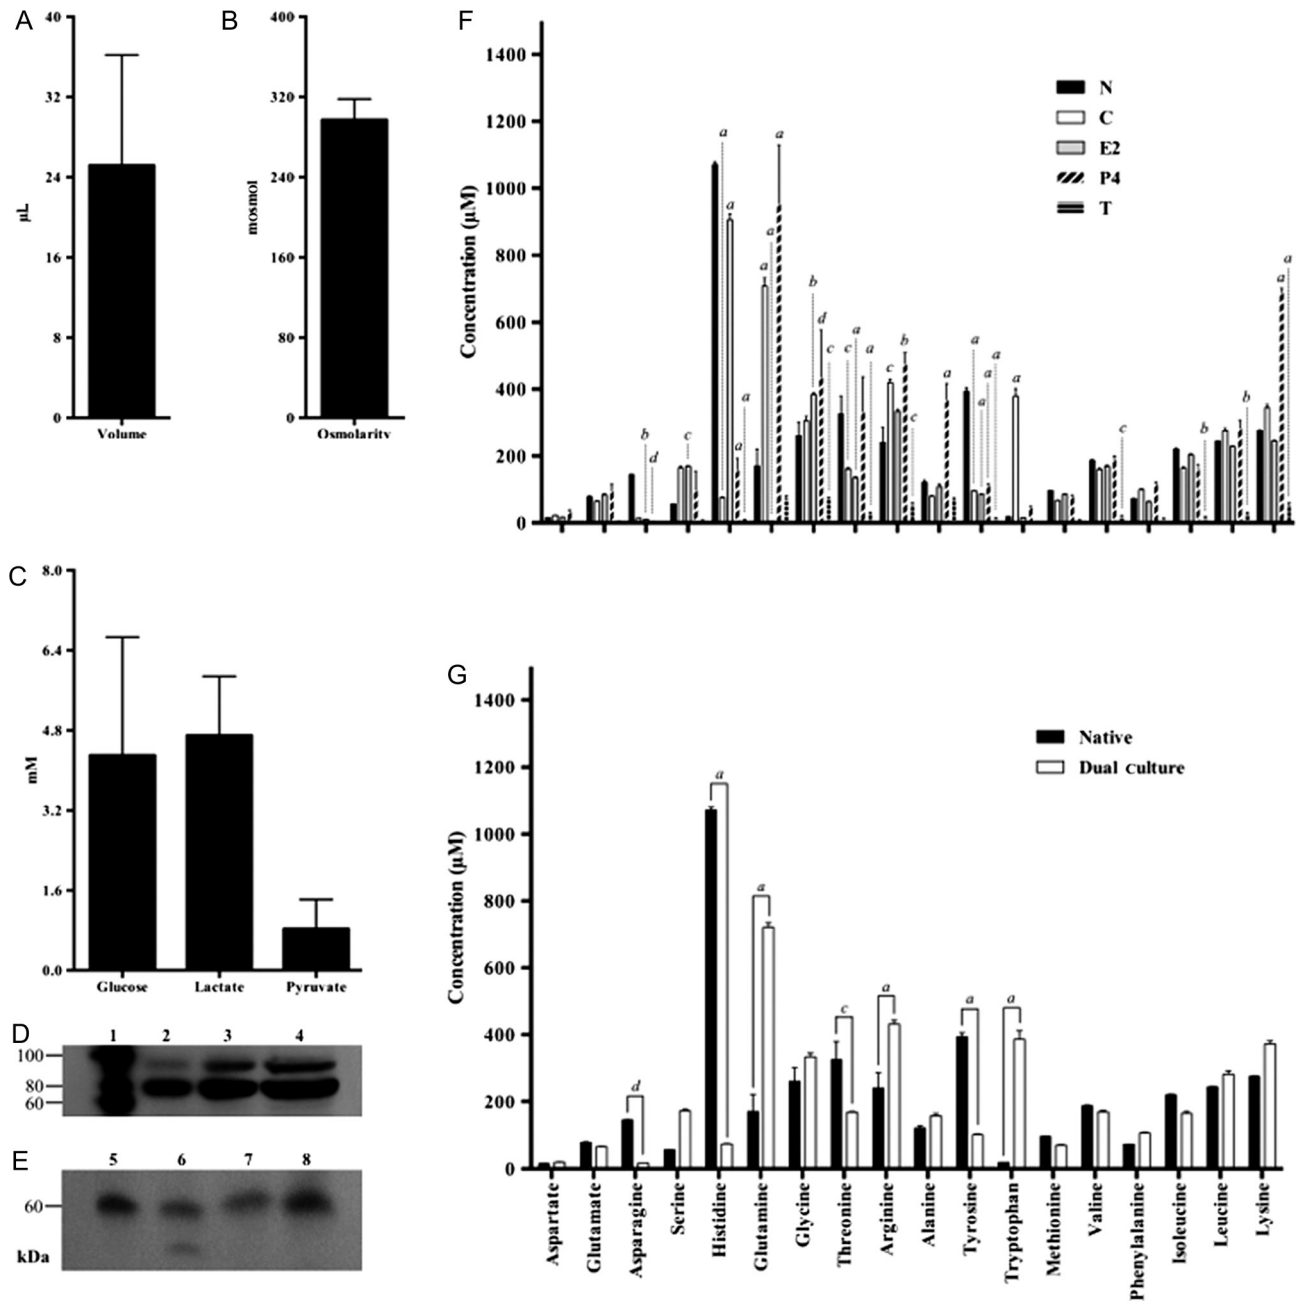 A
40
32
24
16
8
0
µL
Volume
B
400
320
240
160
80
0
mosmol
Osmolarity
C
8.0
6.4
4.8
3.2
1.6
0.0
mM
Glucose Lactate Pyruvate
D
1 2 3 4
100
80
60
E
5 6 7 8
60
kDa
F
1400
1200
1000
800
600
400
200
0
Concentration (µM)
N
C
E2
P4
T
b d c a a a a a a a b d c c a a c b c a a a a a a c b b a a
G
1400
1200
1000
800
600
400
200
0
Concentration (µM)
Native
Dual culture
d a a c a a a
Aspartate
Glutamate
Asparagine
Serine
Histidine
Glutamine
Glycine
Threonian
Arginine
Alanine
Tyrosine
Tryptophan
Methionine
Valine
Phenylalanine
Isoleucine
Leucine
Lysine